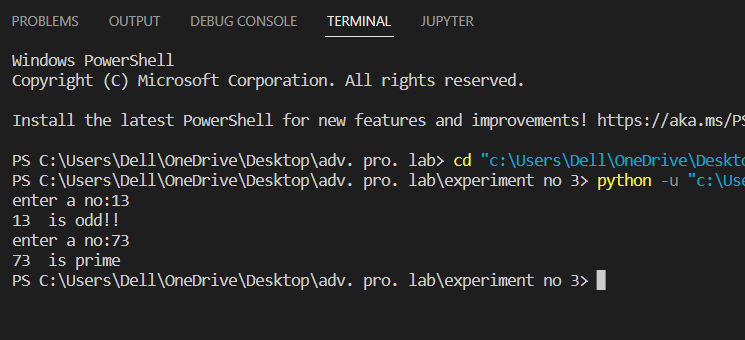 PROBLEMS OUTPUT DEBUG CONSOLE TERMINAL JUPYTER
Windows PowerShell
Copyright (C) Microsoft Corporation. All rights reserved.
Install the latest PowerShell for new features and improvements! https://aka.ms/PS
PS C:\Users\Dell\OneDrive\Desktop\adv. pro. lab> cd "c:\Users\Dell\OneDrive\Deskto
PS C:\Users\Dell\OneDrive\Desktop\adv. pro. lab\experiment no 3> python -u "c:\Use
enter a no:13
13  is odd!!
enter a no:73
73  is prime
PS C:\Users\Dell\OneDrive\Desktop\adv. pro. lab\experiment no 3>